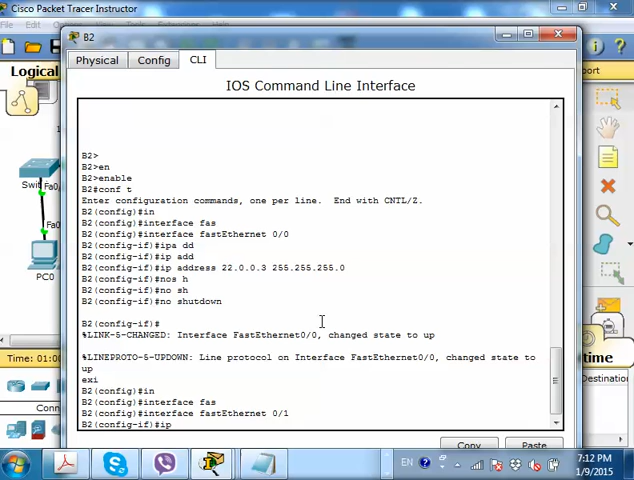 Cisco Packet Tracer Instructor
B2
Physical
Config
CLI
Logical
IOS Command Line Interface
B2>
B2>en
B2>enable
B2#conf t
Enter configuration commands, one per line.  End with CNTL/Z.
B2(config)#in
B2(config)#interface fas
B2(config)#interface fastEthernet 0/0
B2(config-if)#ipa dd
B2(config-if)#ip add
B2(config-if)#ip address 22.0.0.3 255.255.255.0
B2(config-if)#nos h
B2(config-if)#no sh
B2(config-if)#no shutdown
B2(config-if)#
%LINK-5-CHANGED: Interface FastEthernet0/0, changed state to up
%LINEPROTO-5-UPDOWN: Line protocol on Interface FastEthernet0/0, changed state to
up
exi
B2(config)#in
B2(config)#interface fas
B2(config)#interface fastEthernet 0/1
B2(config-if)#ip
Copy
Paste
Swit
Fa0
PC0
Time: 01:0
port
time
Destination
EN
7:12 PM
1/9/2015